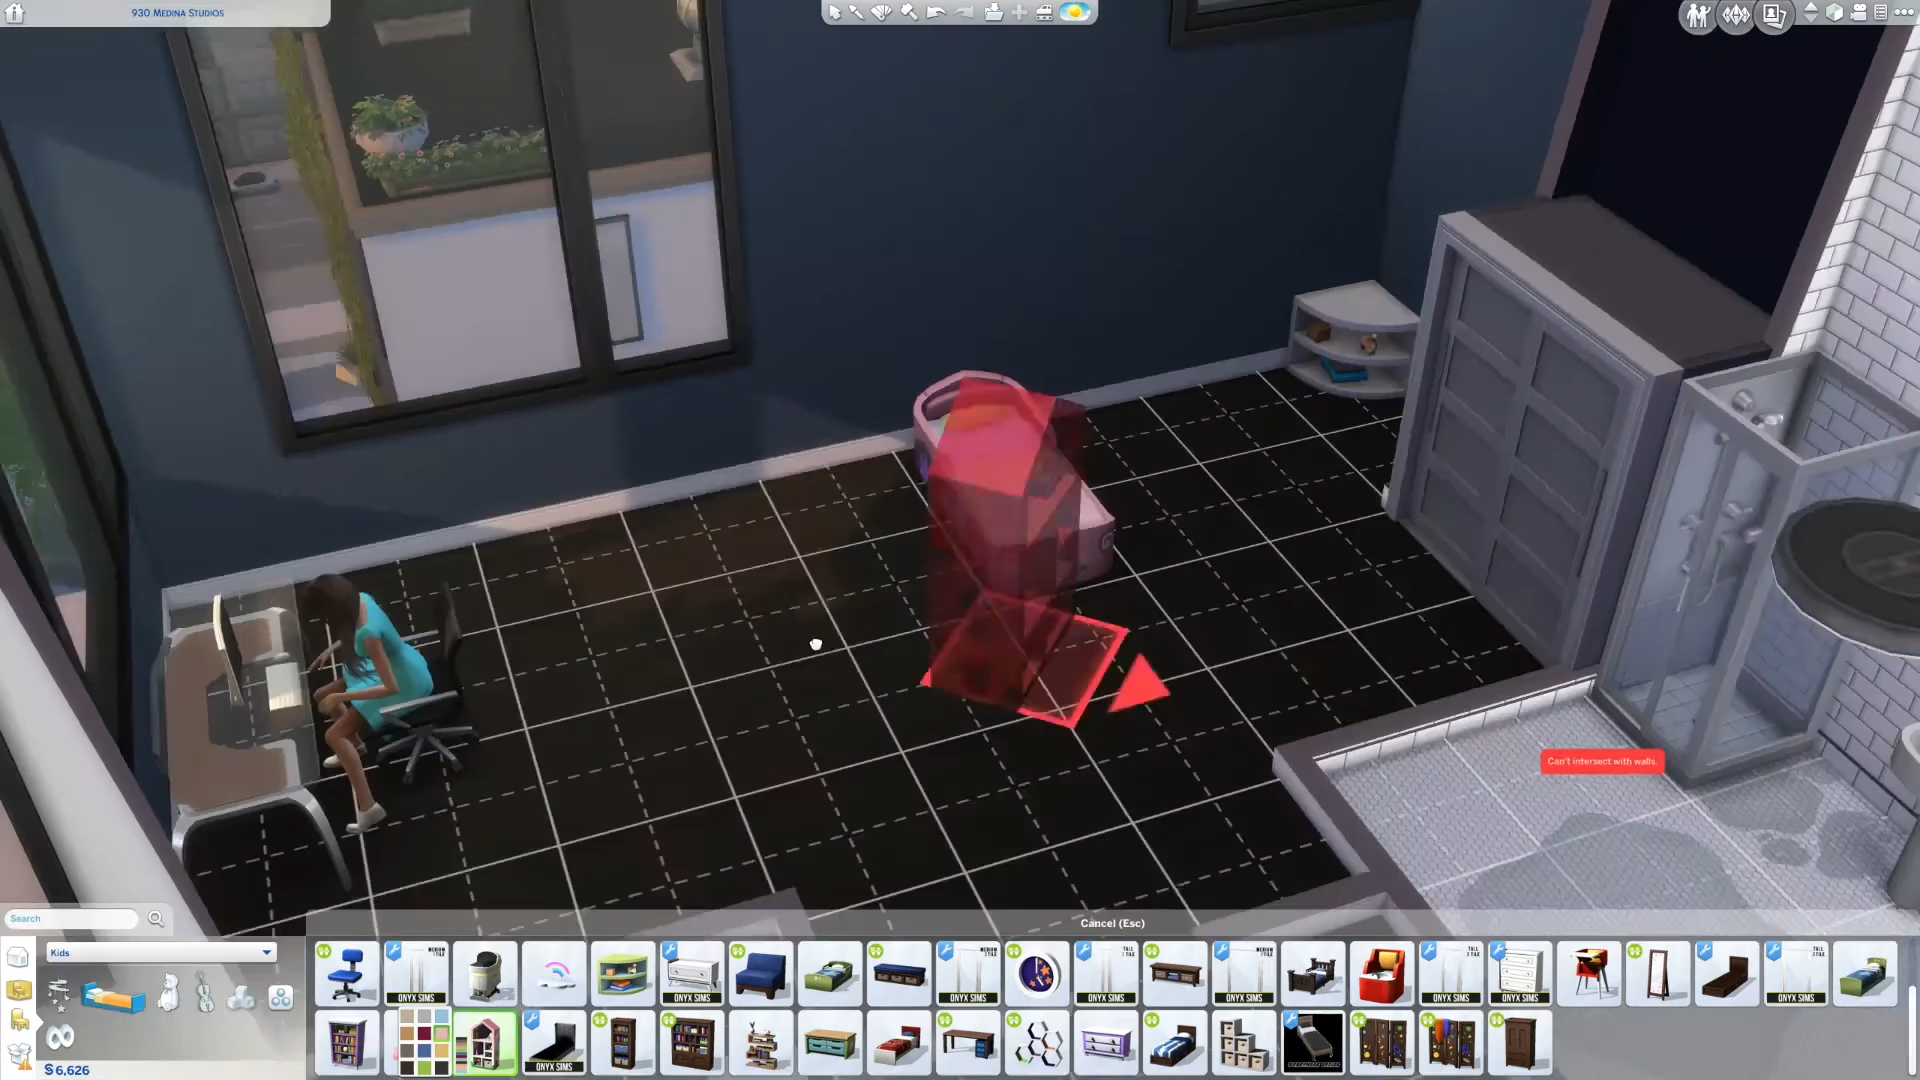 930 Medina Studios
Can't intersect with walls.
Cancel (Esc)
Search
Kids
ONYX SIMS
ONYX SIMS
ONYX SIMS
ONYX SIMS
ONYX SIMS
ONYX SIMS
ONYX SIMS
ONYX SIMS
ONYX SIMS
§6,626